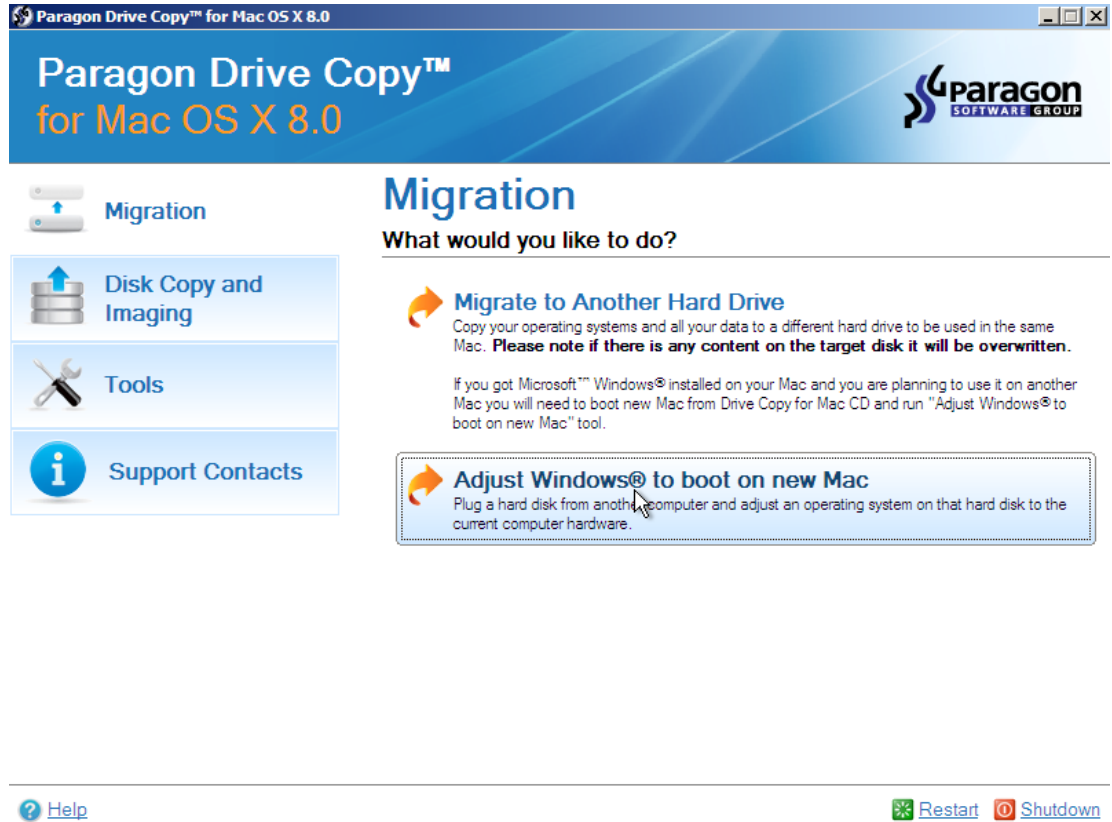 Paragon Drive Copy™ for Mac OS X 8.0
Paragon Drive Copy™
for Mac OS X 8.0
paragon
SOFTWARE GROUP
Migration
Disk Copy and
Imaging
Tools
Support Contacts
Migration
What would you like to do?
Migrate to Another Hard Drive
Copy your operating systems and all your data to a different hard drive to be used in the same
Mac. Please note if there is any content on the target disk it will be overwritten.
If you got Microsoft™ Windows® installed on your Mac and you are planning to use it on another
Mac you will need to boot new Mac from Drive Copy for Mac CD and run "Adjust Windows® to
boot on new Mac" tool.
Adjust Windows® to boot on new Mac
Plug a hard disk from another computer and adjust an operating system on that hard disk to the
current computer hardware.
Help
Restart
Shutdown